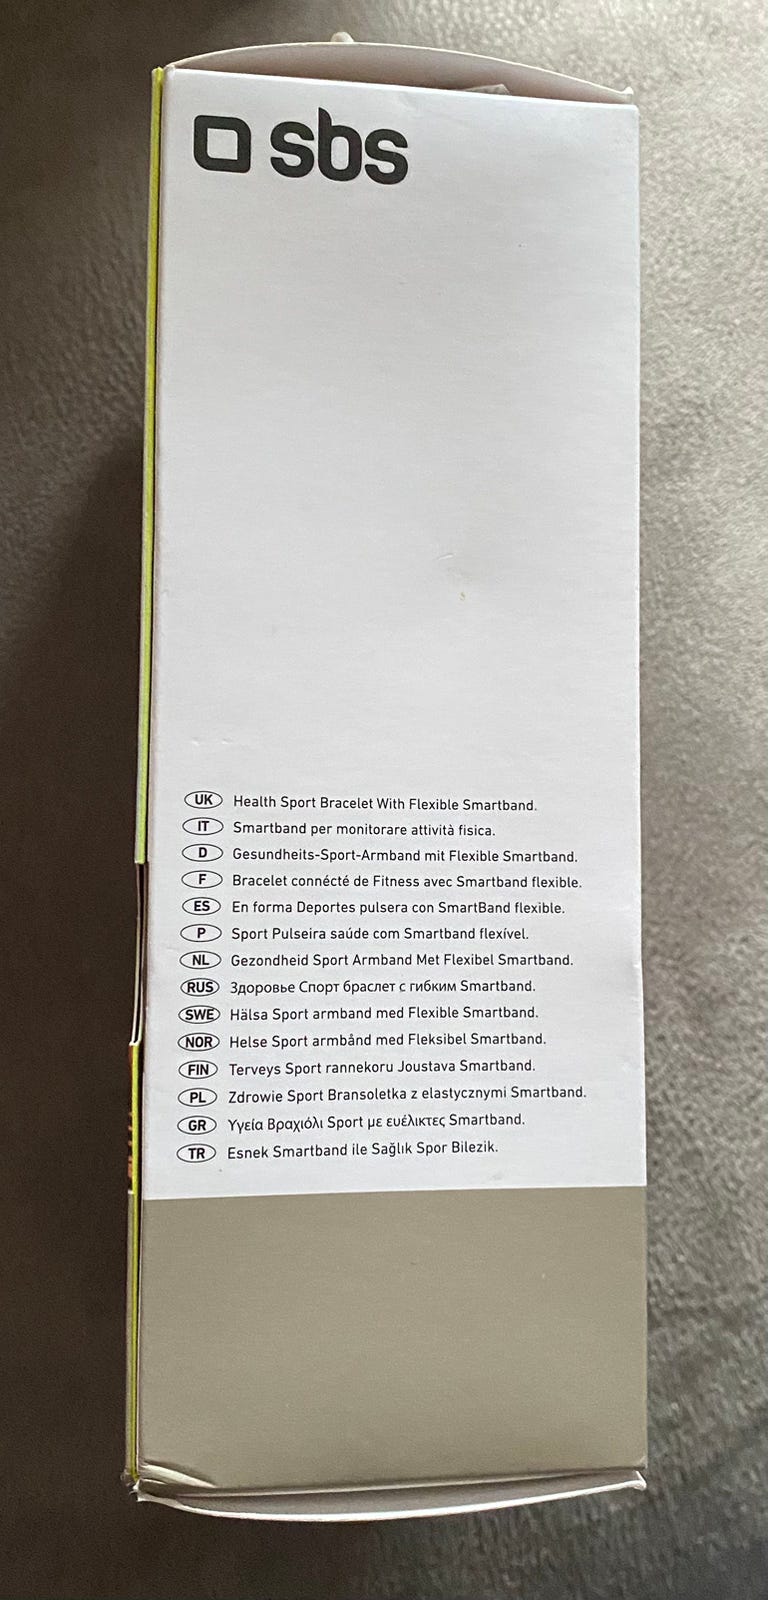 sbs
UK Health Sport Bracelet With Flexible Smartband.
IT Smartband per monitorare attività fisica.
D Gesundheits-Sport-Armband mit Flexible Smartband.
F Bracelet connécté de Fitness avec Smartband flexible.
ES En forma Deportes pulsera con SmartBand flexible.
P Sport Pulseira saúde com Smartband flexível.
NL Gezondheid Sport Armband Met Flexibel Smartband.
RUS Здоровье Спорт браслет с гибким Smartband.
SWE Hälsa Sport armband med Flexible Smartband.
NOR Helse Sport armbånd med Fleksibel Smartband.
FIN Terveys Sport rannekoru Joustava Smartband.
PL Zdrowie Sport Bransoletka z elastycznymi Smartband.
GR Υγεία Βραχιόλι Sport με ευέλικτες Smartband.
TR Esnek Smartband ile Sağlık Spor Bilezik.